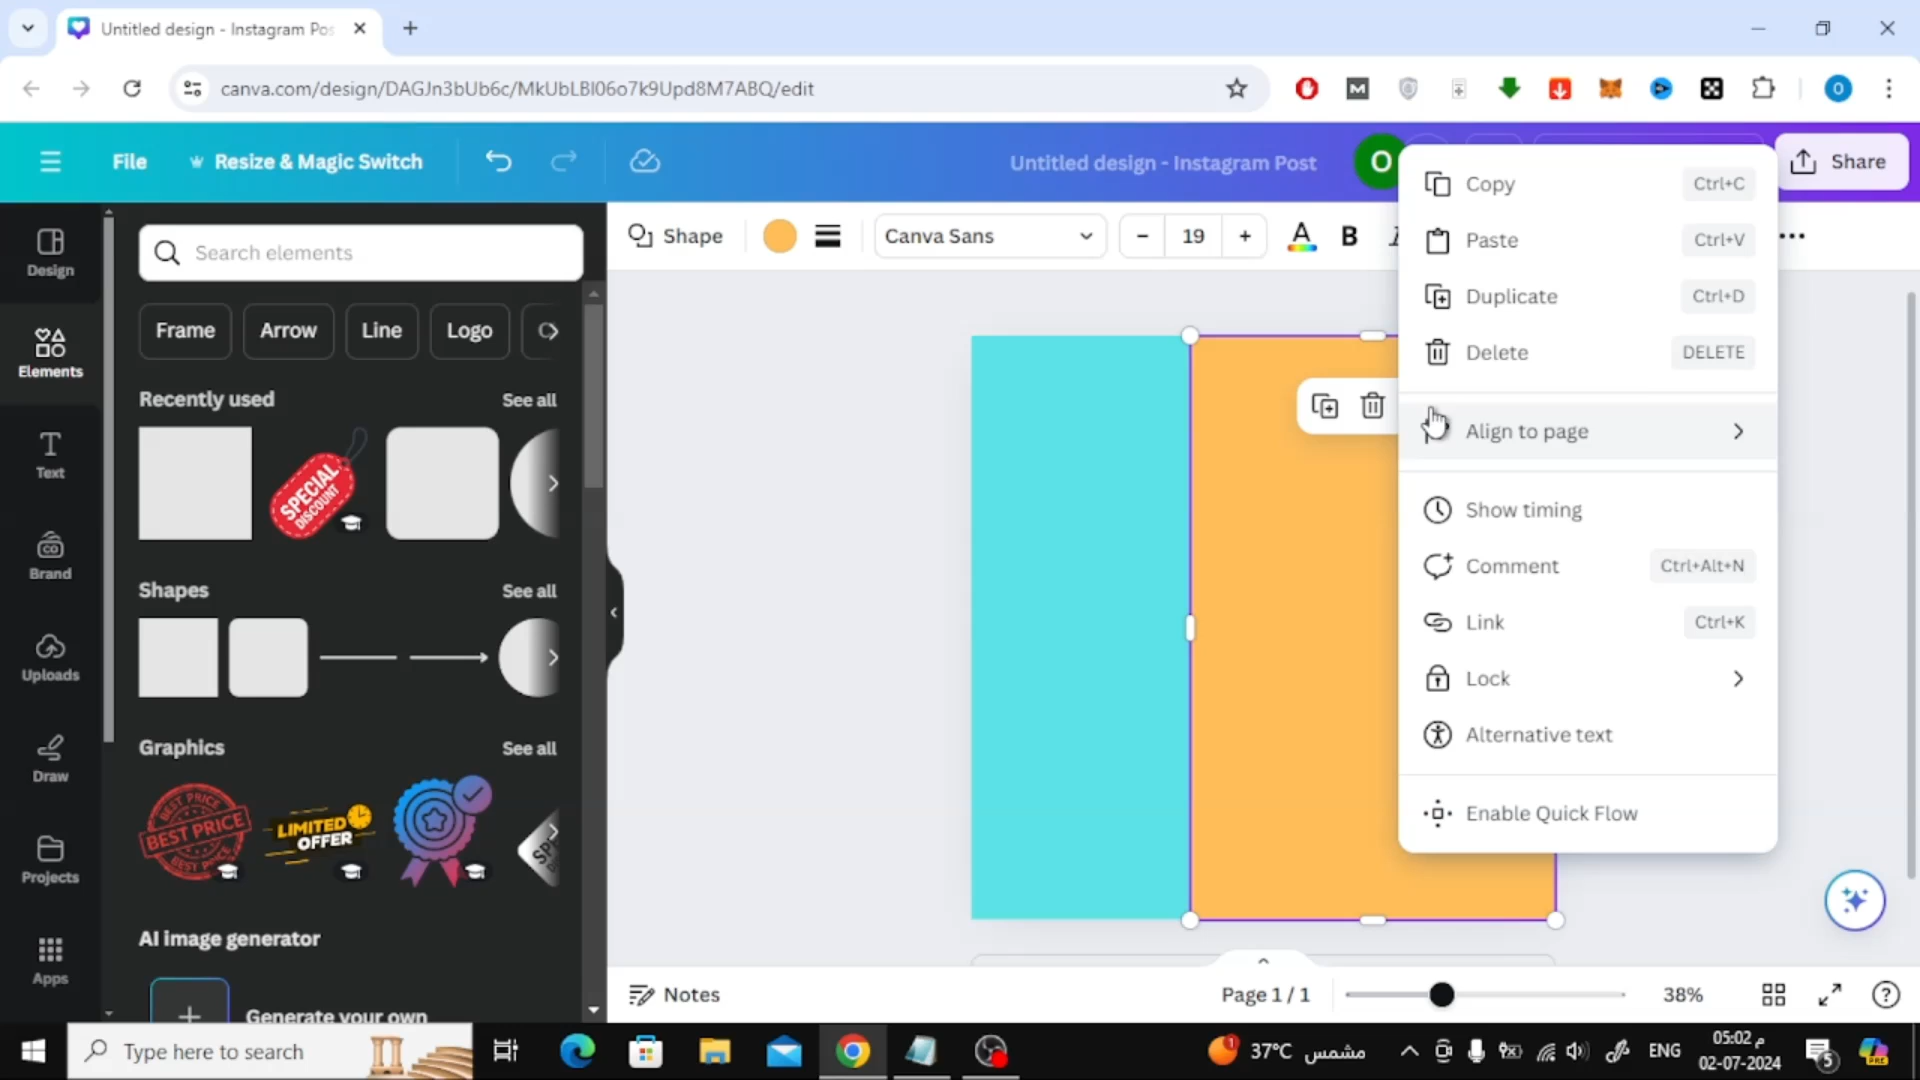 Untitled design - Instagram Pos
canva.com/design/DAGJn3bUb6c/MkUbLBl06o7k9Upd8M7ABQ/edit
File
Resize & Magic Switch
Untitled design - Instagram Post
O
Share
Shape
Canva Sans
19
A
B
Search elements
Frame
Arrow
Line
Logo
Recently used
See all
SPECIAL
DISCOUNT
Shapes
See all
Graphics
See all
BEST PRICE
LIMITED
OFFER
AI image generator
Generate your own
Design
Elements
Text
Brand
Uploads
Draw
Projects
Apps
Copy Ctrl+C
Paste Ctrl+V
Duplicate Ctrl+D
Delete DELETE
Align to page
Show timing
Comment Ctrl+Alt+N
Link Ctrl+K
Lock
Alternative text
Enable Quick Flow
Notes
Page 1 / 1
38%
Type here to search
37°C مشمس
ENG
05:02 م
02-07-2024
5